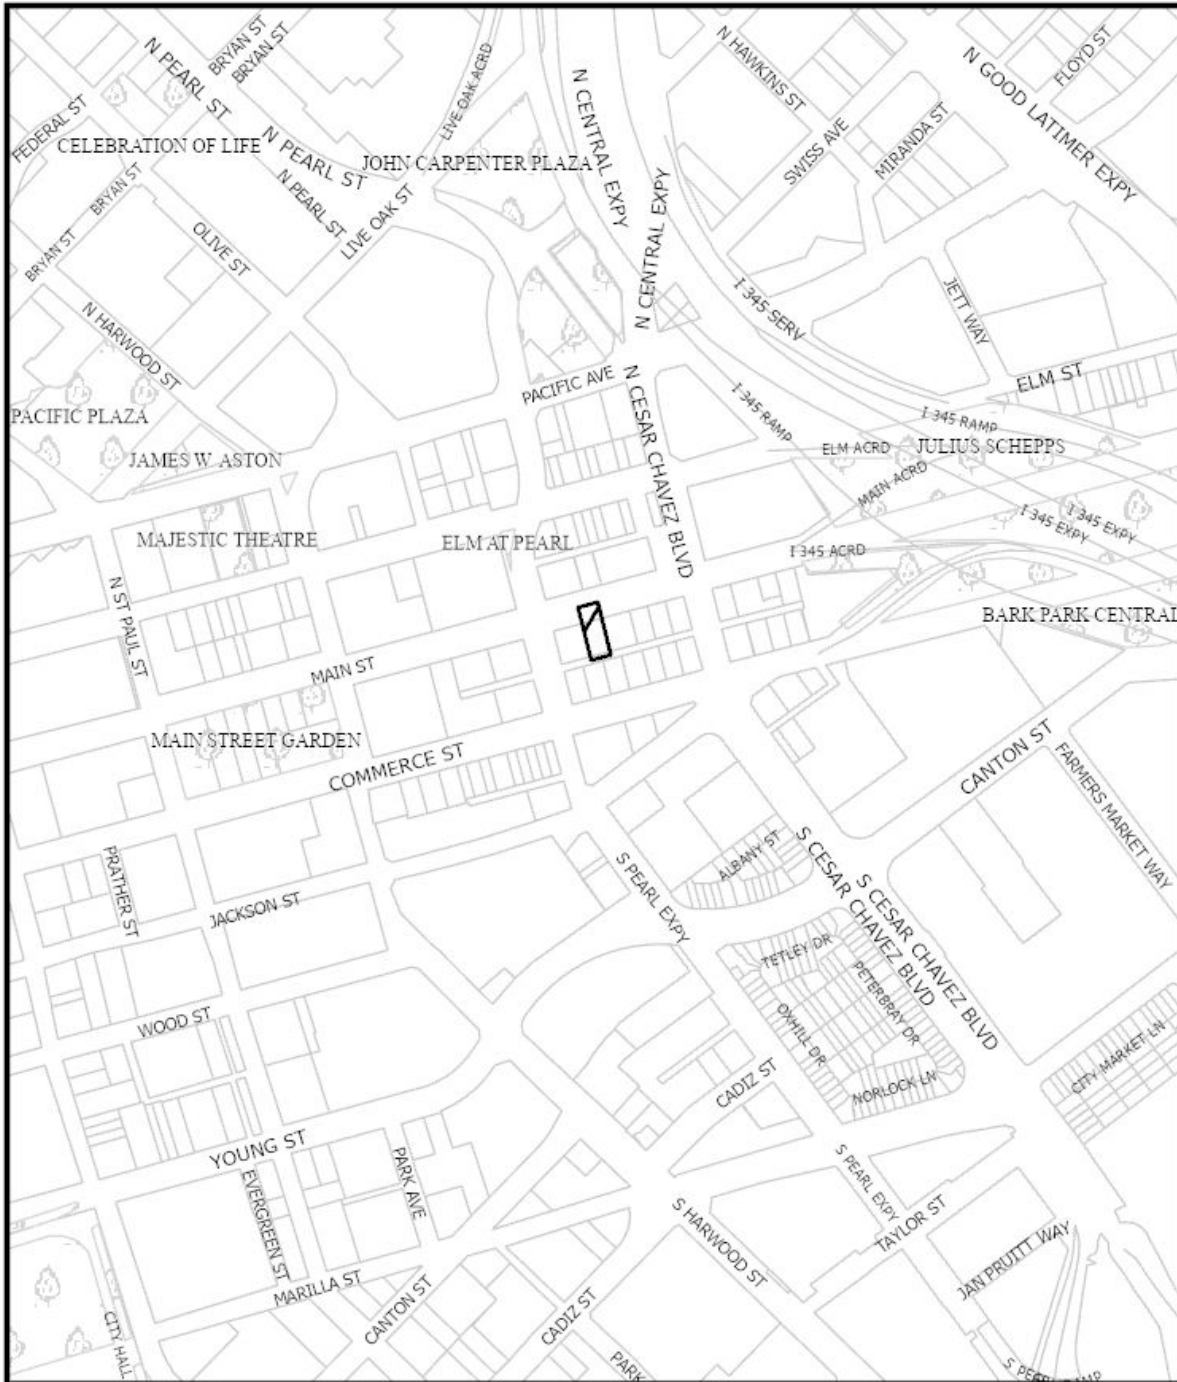 BRYAN ST
BRYAN ST
N PEARL ST
LIVE OAK ACRD
N HAWKINS ST
FLOYD ST
N GOOD LATIMER EXPY
FEDERAL ST
CELEBRATION OF LIFE
N PEARL ST
JOHN CARPENTER PLAZA
N CENTRAL EXPY
SWISS AVE
MIRANDA ST
BRYAN ST
N PEARL ST
LIVE OAK ST
N CENTRAL EXPY
BRYAN ST
OLIVE ST
I 345 SERV
JETT WAY
N HARWOOD ST
PACIFIC AVE
N CESAR CHAVEZ BLVD
I 345 RAMP
ELM ST
PACIFIC PLAZA
I 345 RAMP
JAMES W. ASTON
ELM ACRD
JULIUS SCHEPPS
MAIN ACRD
MAJESTIC THEATRE
ELM AT PEARL
I 345 EXPY
I 345 EXPY
I 345 ACRD
N ST PAUL ST
BARK PARK CENTRAL
MAIN ST
MAIN STREET GARDEN
COMMERCE ST
CANTON ST
FARMERS MARKET WAY
PRATHER ST
S PEARL EXPY
ALBANY ST
S CESAR CHAVEZ BLVD
S CESAR CHAVEZ BLVD
JACKSON ST
TETLEY DR
PETERBRAY DR
OXHILL DR
WOOD ST
CITY MARKET LN
CADIZ ST
NORLOCK LN
YOUNG ST
PARK AVE
EVERGREEN ST
S PEARL EXPY
S HARWOOD ST
TAYLOR ST
JAN PRUITT WAY
MARILLA ST
CANTON ST
CADIZ ST
CITY HALL
PARK